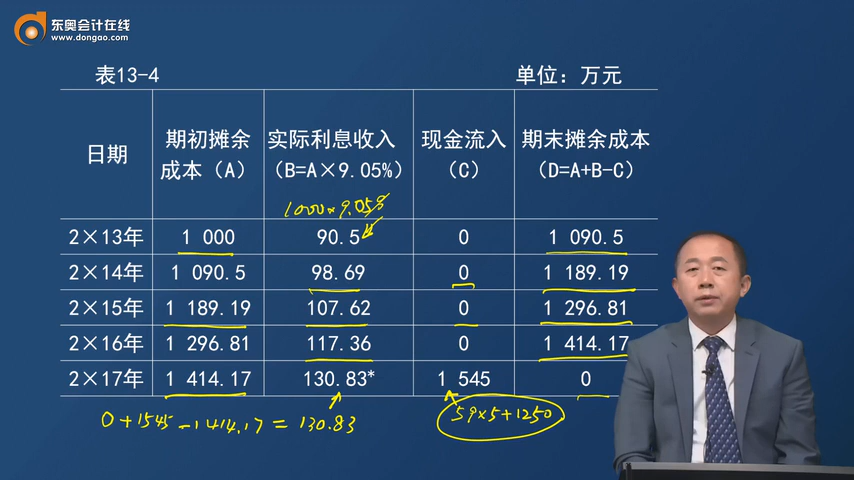 东奥会计在线
www.dongao.com
表13-4 单位：万元
日期 期初摊余成本（A） 实际利息收入（B=A×9.05%） 现金流入（C） 期末摊余成本（D=A+B-C）
1000×9.05%
2×13年 1 000 90.5 0 1 090.5
2×14年 1 090.5 98.69 0 1 189.19
2×15年 1 189.19 107.62 0 1 296.81
2×16年 1 296.81 117.36 0 1 414.17
2×17年 1 414.17 130.83* 1 545 0
0+1545-1414.17=130.83 59×5+1250